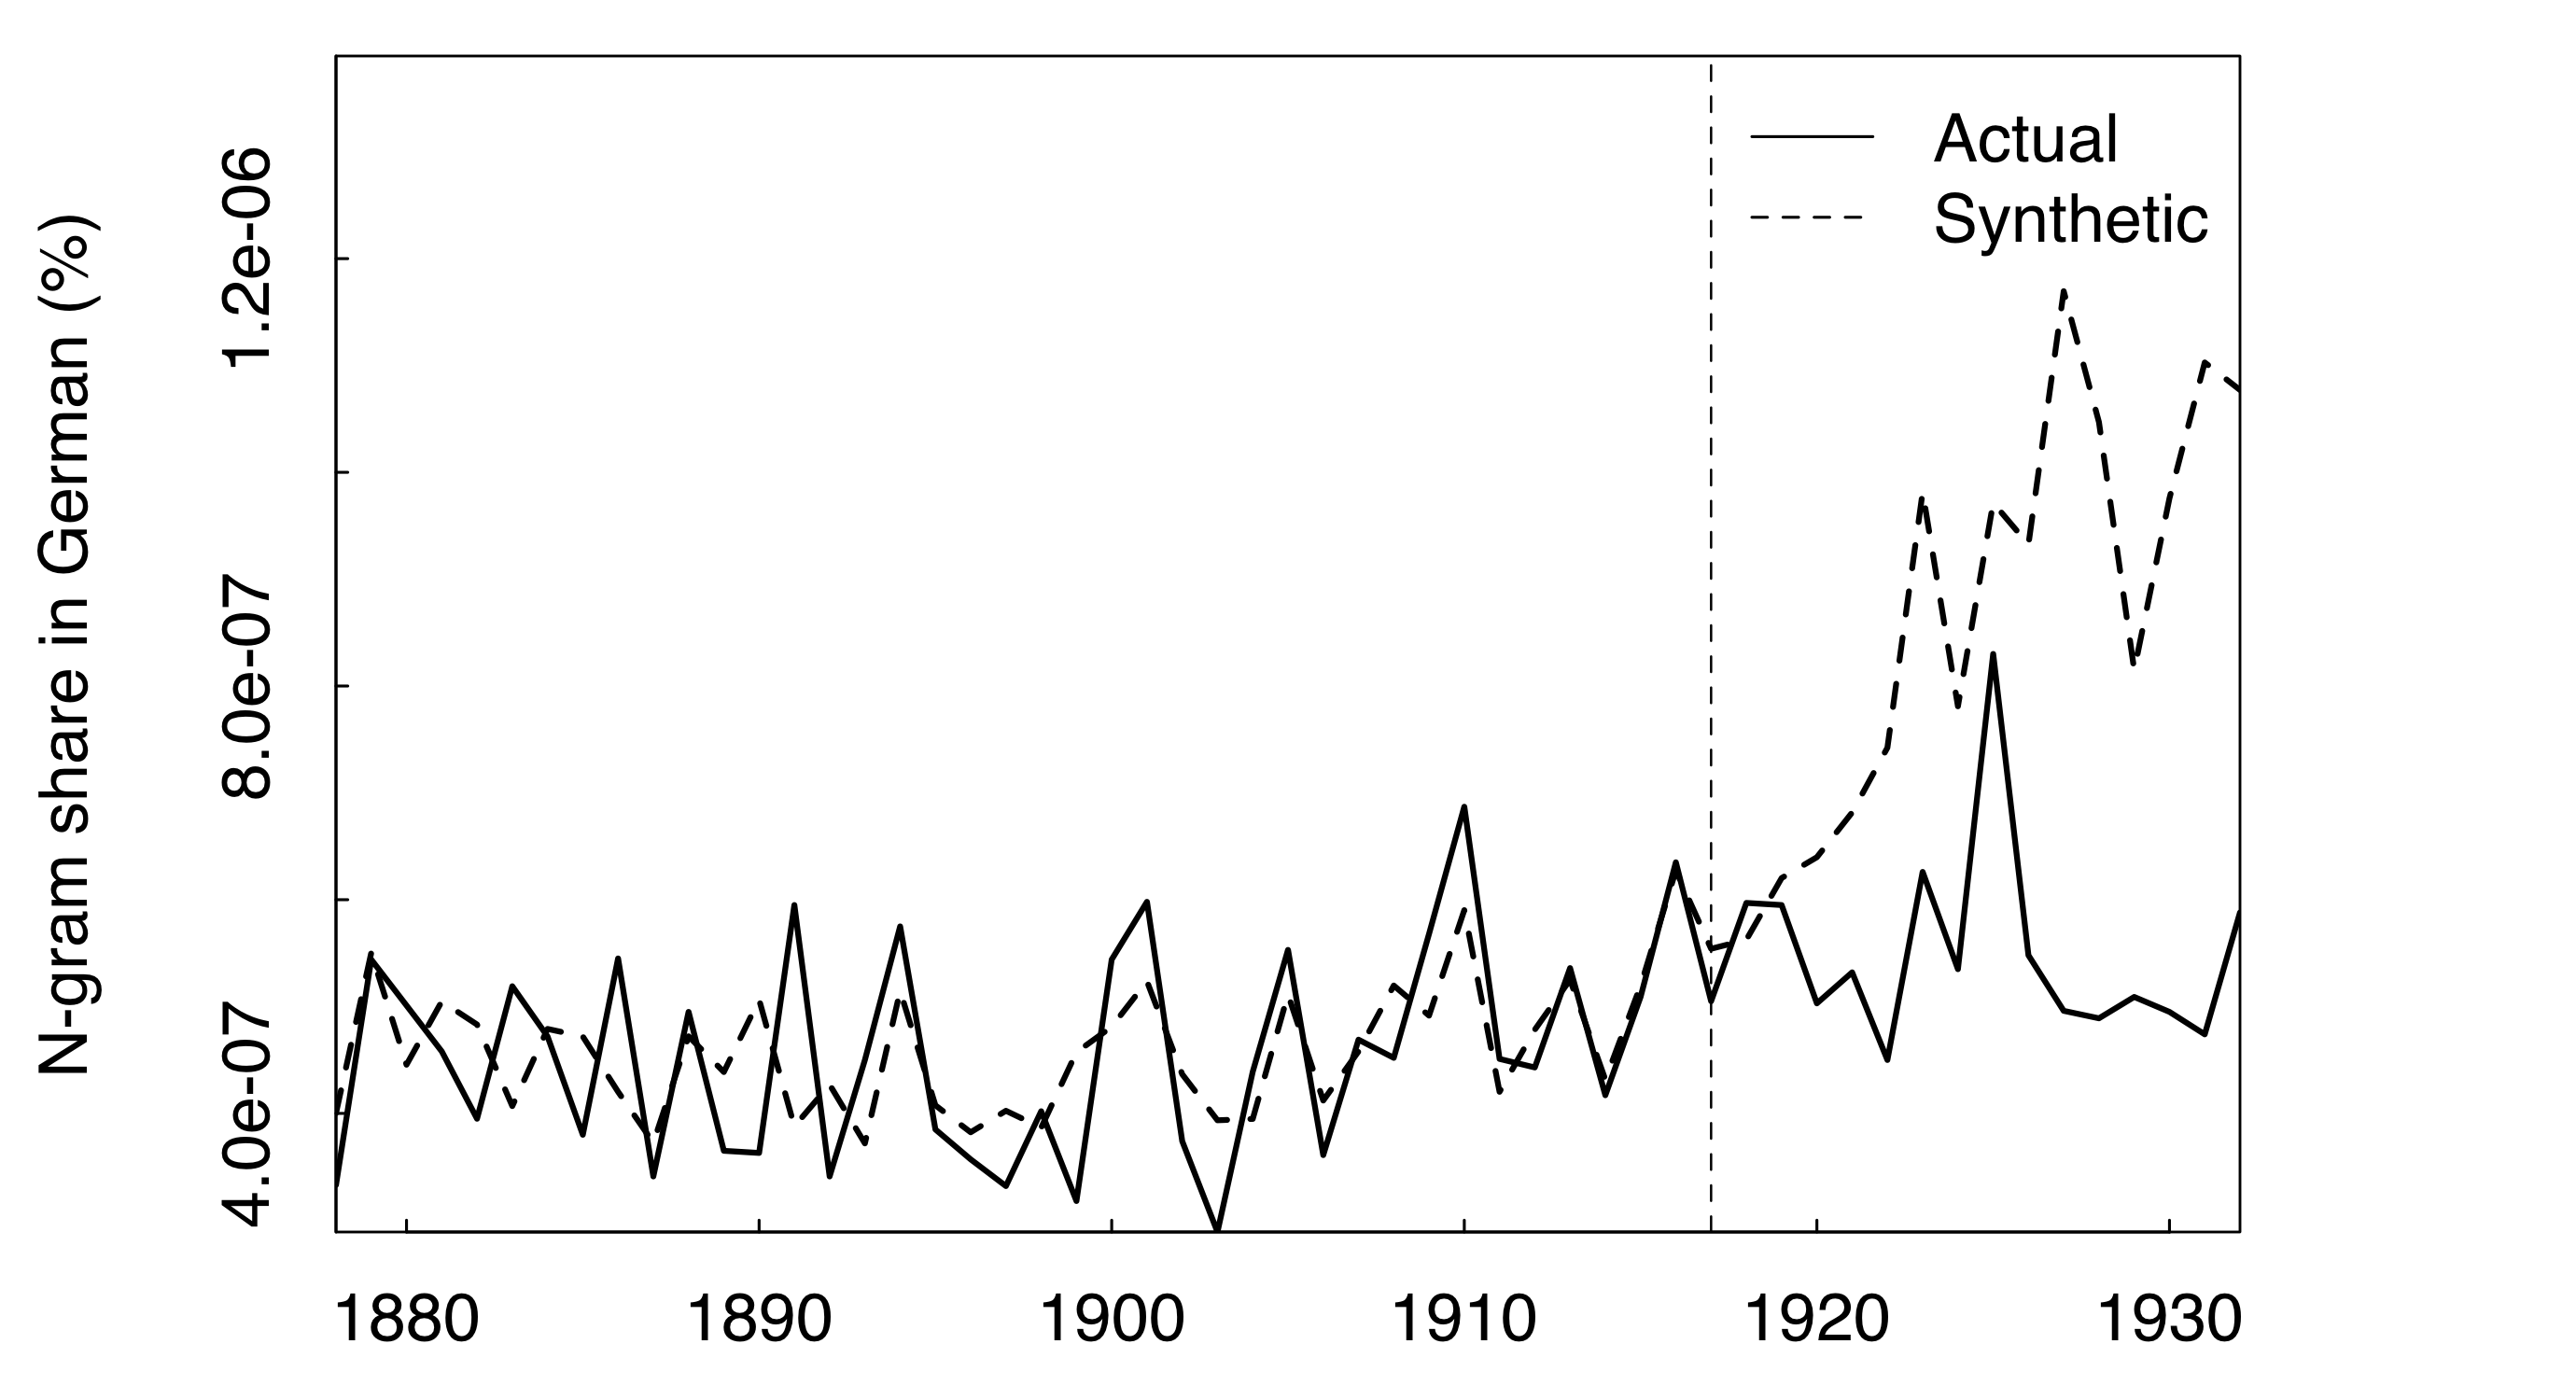 N-gram share in German (%)
1.2e-06
8.0e-07
4.0e-07
Actual
Synthetic
1880 1890 1900 1910 1920 1930